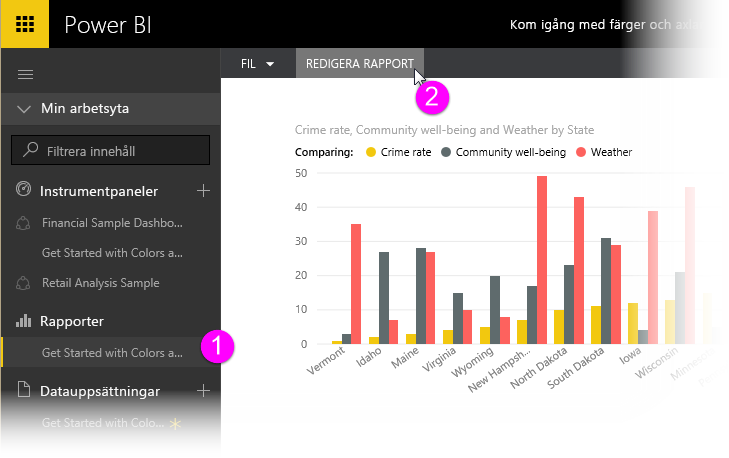 Power BI
Kom igång med färger och ax
FIL
REDIGERA RAPPORT
2
Min arbetsyta
Filtrera innehåll
Instrumentpaneler
Financial Sample Dashbo...
Get Started with Colors a...
Retail Analysis Sample
Rapporter
Get Started with Colors a...
1
Datauppsättningar
Get Started with Colo...
Crime rate, Community well-being and Weather by State
Comparing: Crime rate Community well-being Weather
50
40
30
20
10
0
Vermont
Idaho
Maine
Virginia
Wyoming
New Hampsh...
North Dakota
South Dakota
Iowa
Wisconsin